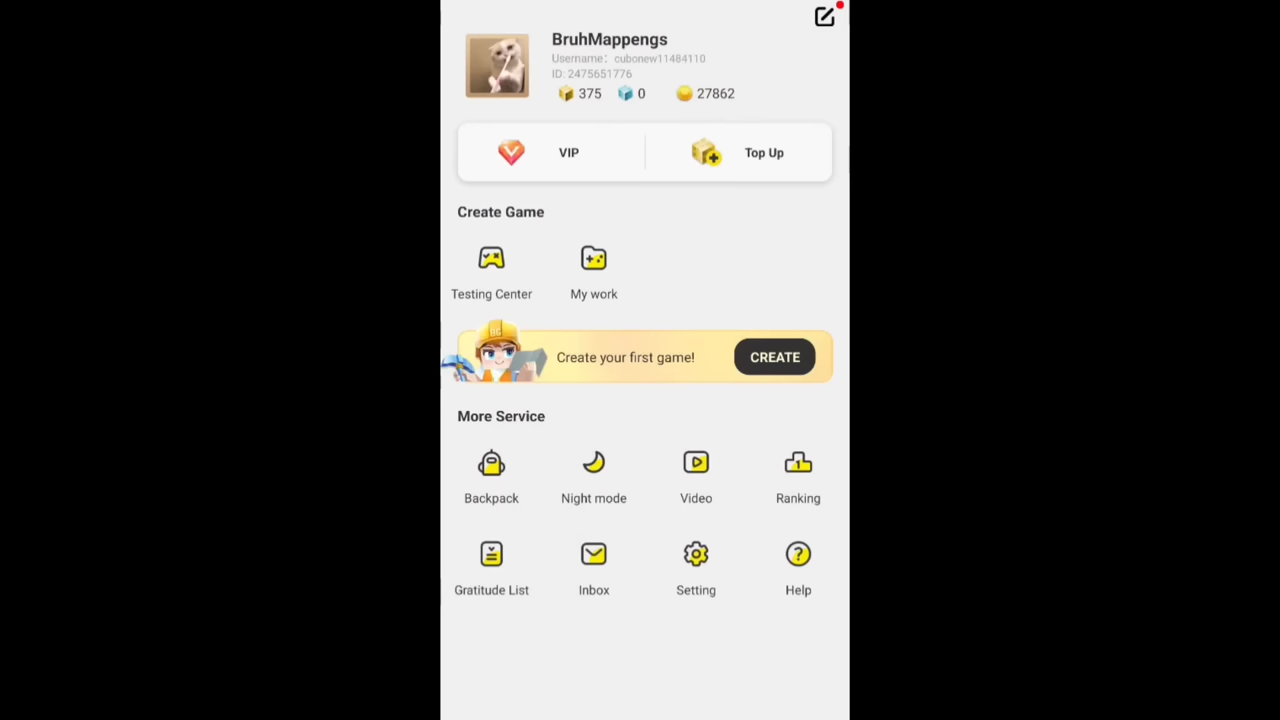 BruhMappengs
Username: cubonew11484110
ID: 2475651776
375 0 27862
VIP Top Up
Create Game
Testing Center My work
BG
Create your first game! CREATE
More Service
Backpack Night mode Video Ranking
Gratitude List Inbox Setting Help